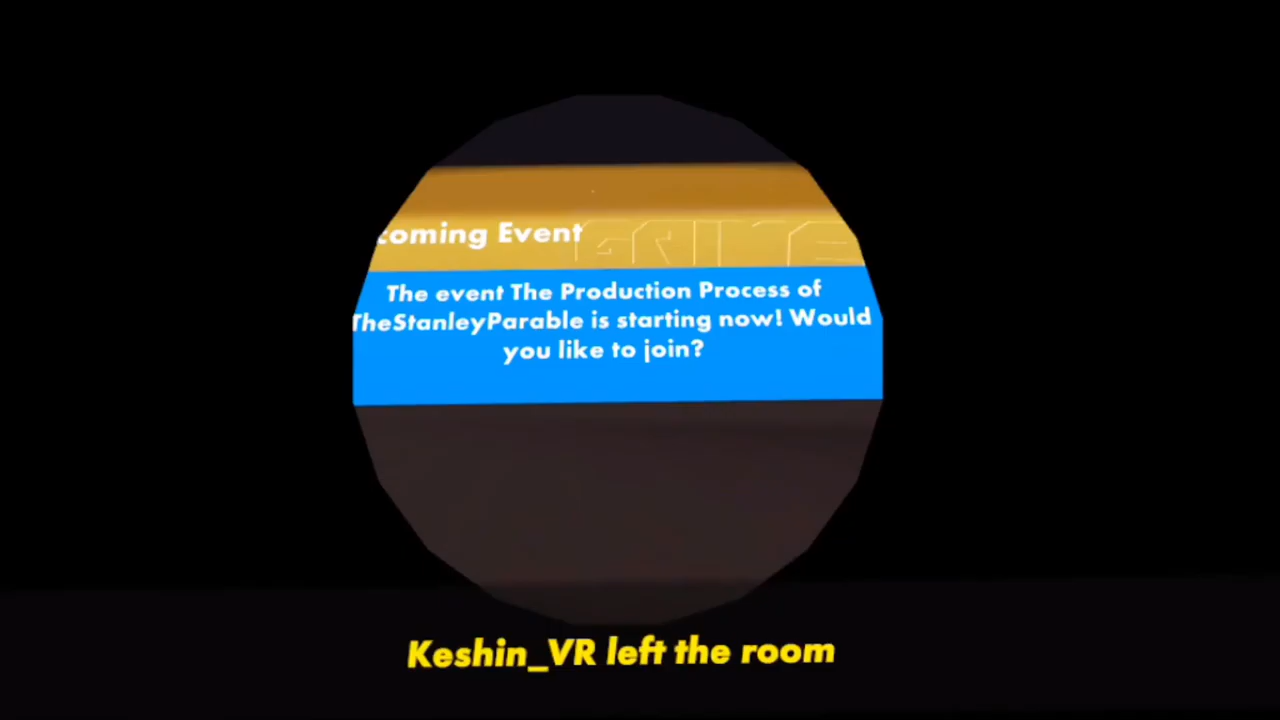 coming Event
The event The Production Process of
TheStanleyParable is starting now! Would
you like to join?
Keshin_VR left the room